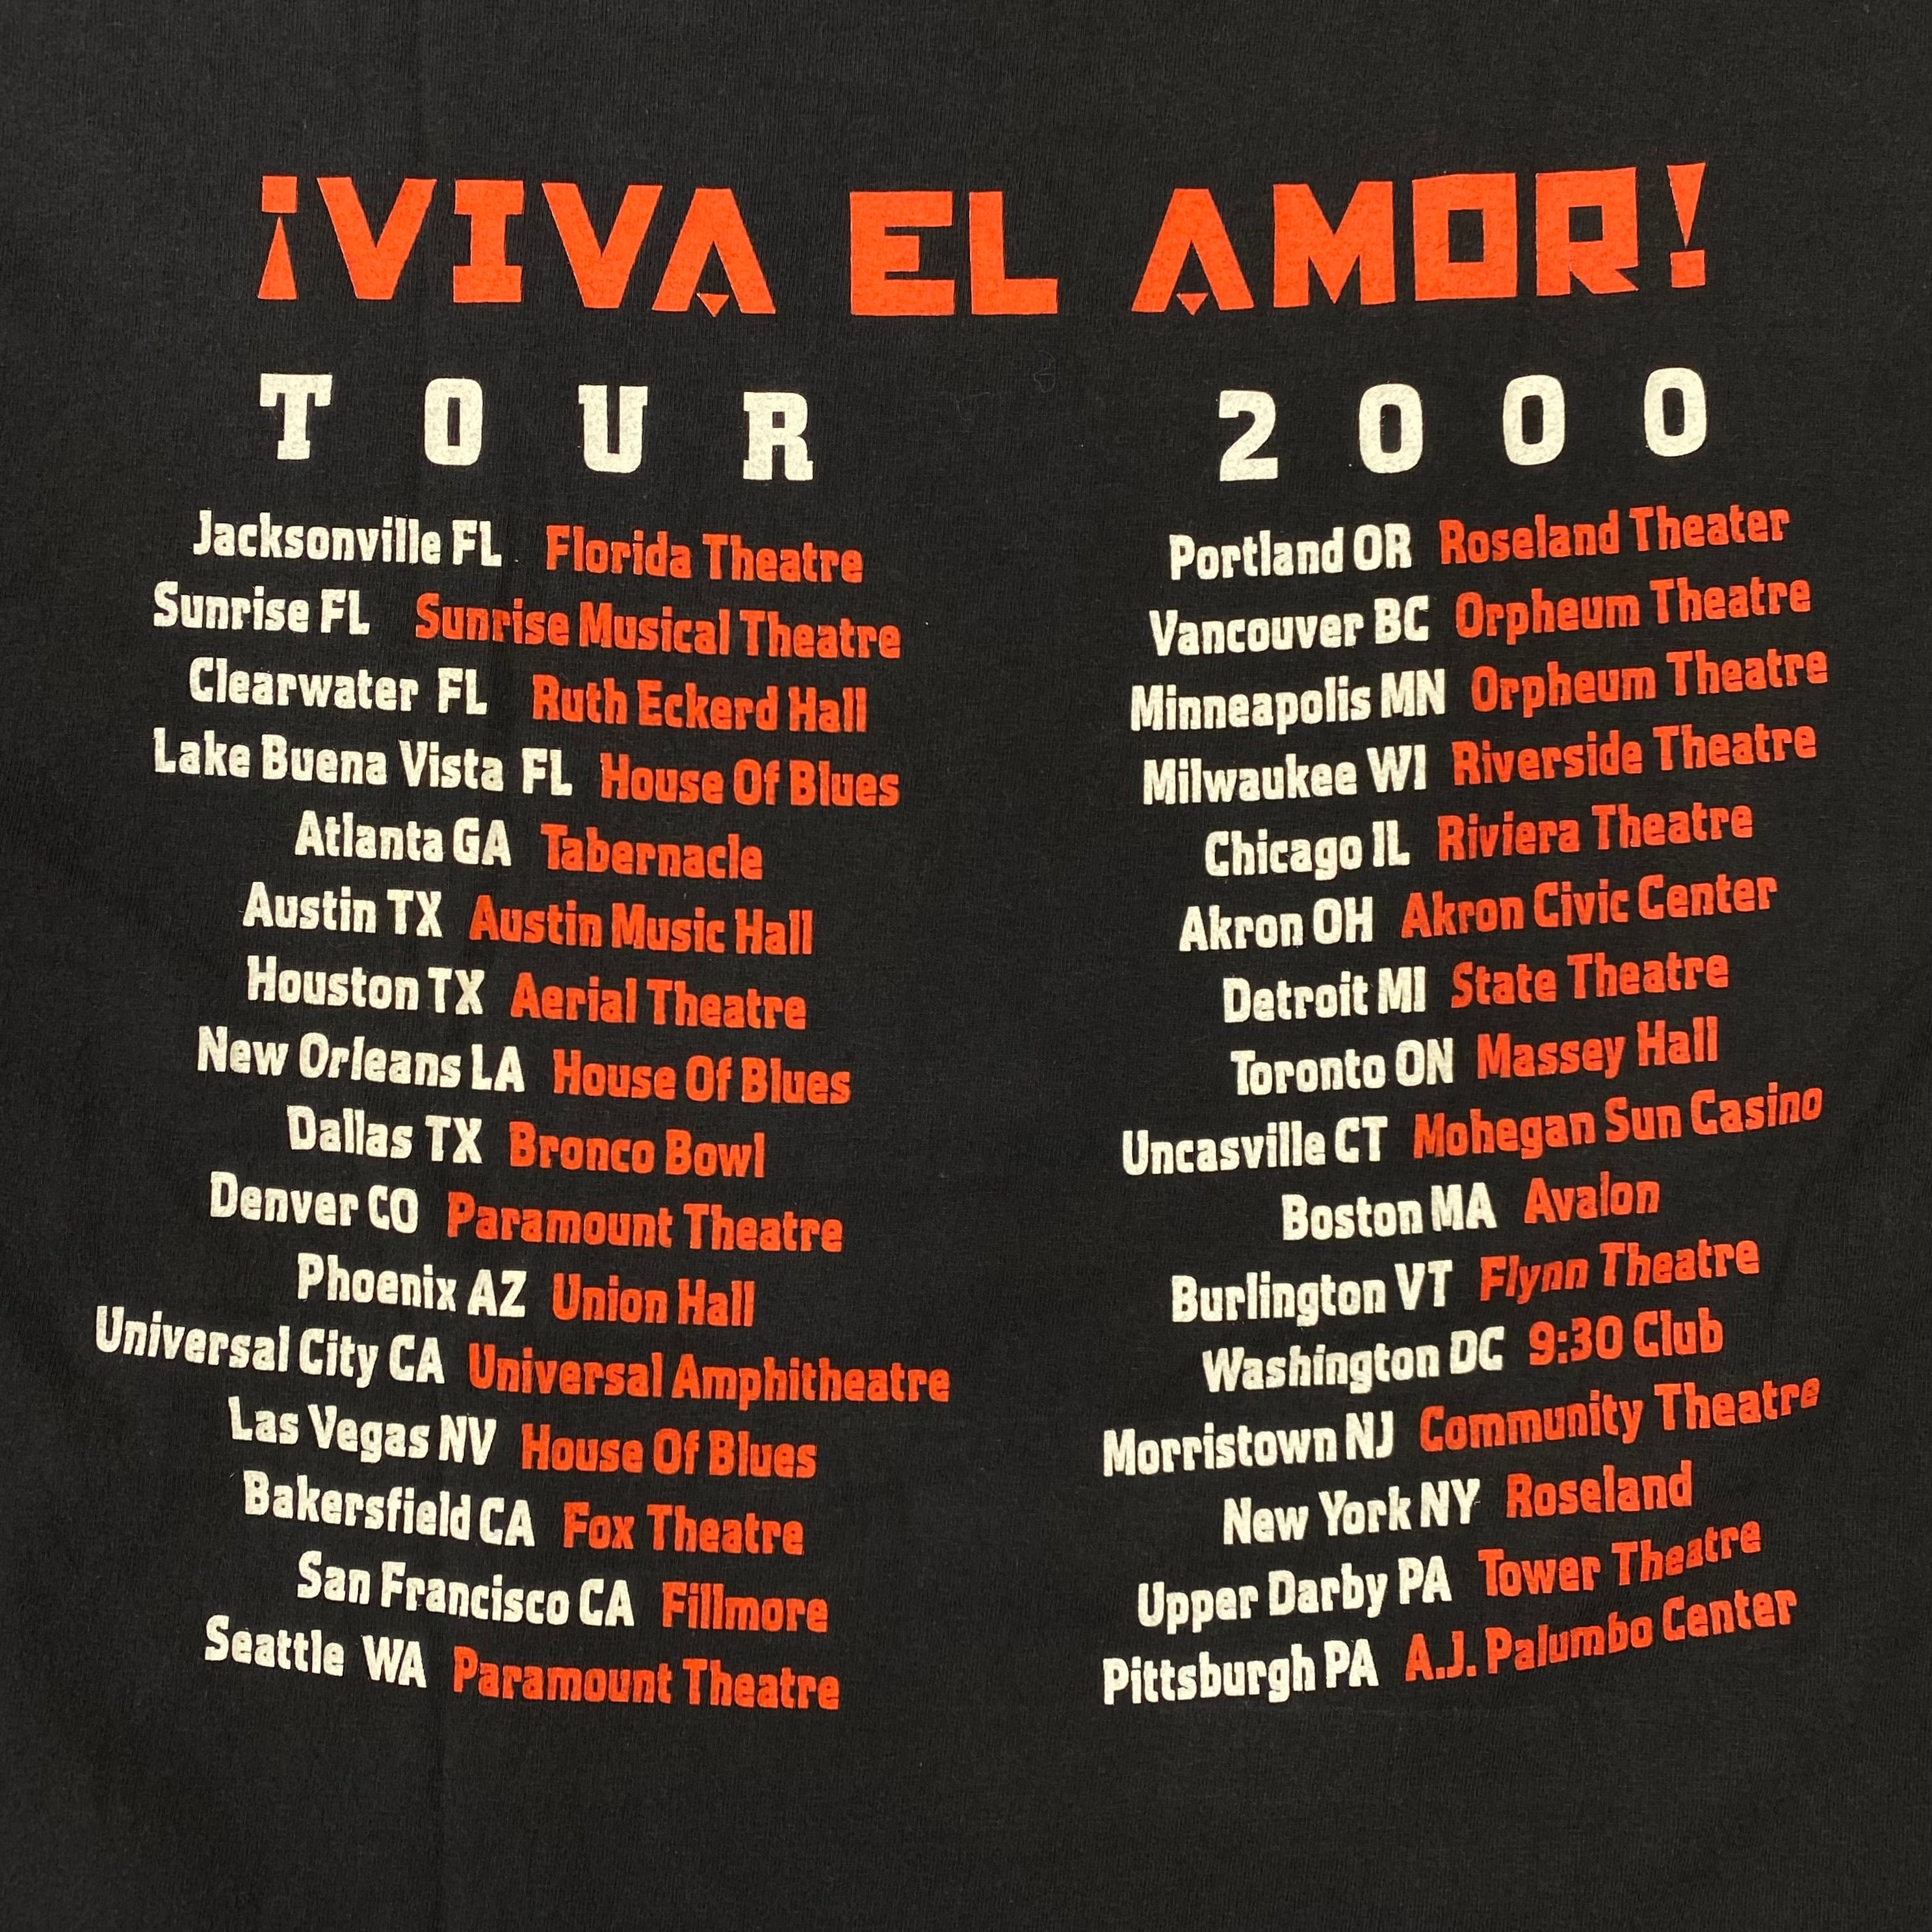 ¡VIVA EL AMOR!
TOUR 2000
Jacksonville FL Florida Theatre
Sunrise FL Sunrise Musical Theatre
Clearwater FL Ruth Eckerd Hall
Lake Buena Vista FL House Of Blues
Atlanta GA Tabernacle
Austin TX Austin Music Hall
Houston TX Aerial Theatre
New Orleans LA House Of Blues
Dallas TX Bronco Bowl
Denver CO Paramount Theatre
Phoenix AZ Union Hall
Universal City CA Universal Amphitheatre
Las Vegas NV House Of Blues
Bakersfield CA Fox Theatre
San Francisco CA Fillmore
Seattle WA Paramount Theatre
Portland OR Roseland Theater
Vancouver BC Orpheum Theatre
Minneapolis MN Orpheum Theatre
Milwaukee WI Riverside Theatre
Chicago IL Riviera Theatre
Akron OH Akron Civic Center
Detroit MI State Theatre
Toronto ON Massey Hall
Uncasville CT Mohegan Sun Casino
Boston MA Avalon
Burlington VT Flynn Theatre
Washington DC 9:30 Club
Morristown NJ Community Theatre
New York NY Roseland
Upper Darby PA Tower Theatre
Pittsburgh PA A.J. Palumbo Center